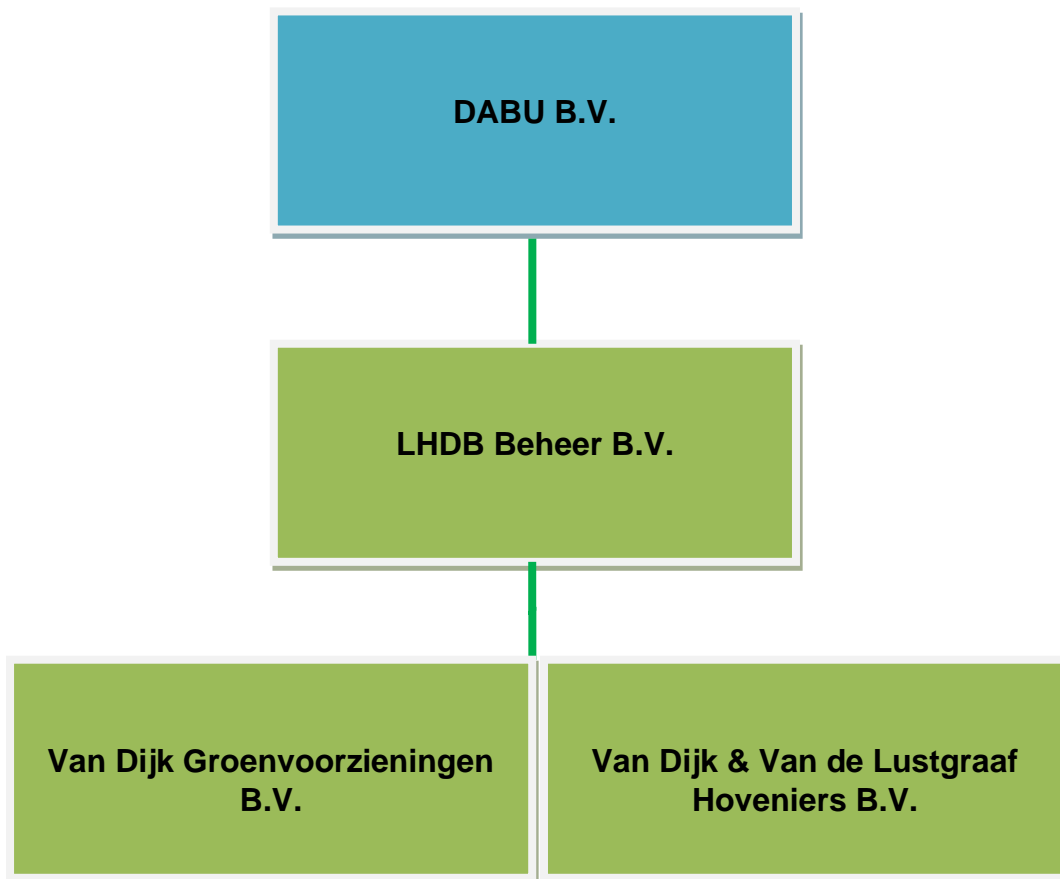 DABU B.V.
LHDB Beheer B.V.
Van Dijk Groenvoorzieningen
B.V.
Van Dijk & Van de Lustgraaf
Hoveniers B.V.